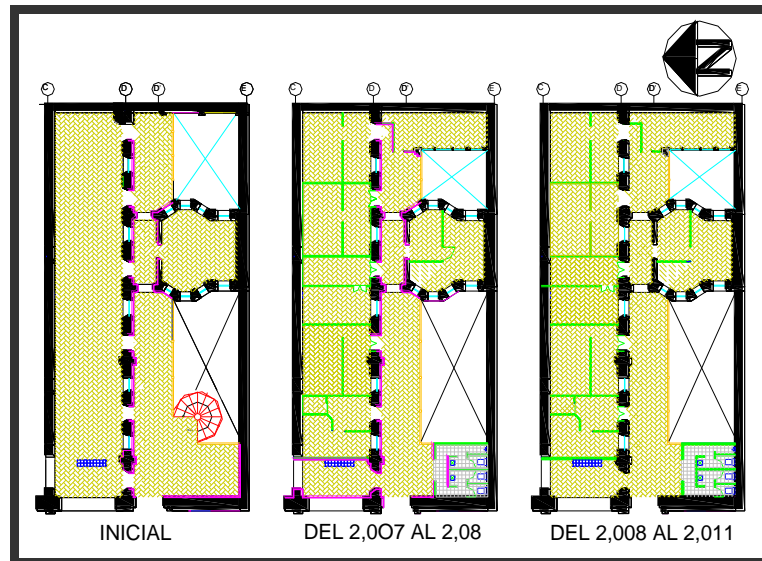 N
C D D' E C D D' E C D D' E
INICIAL DEL 2,0O7 AL 2,08 DEL 2,008 AL 2,011